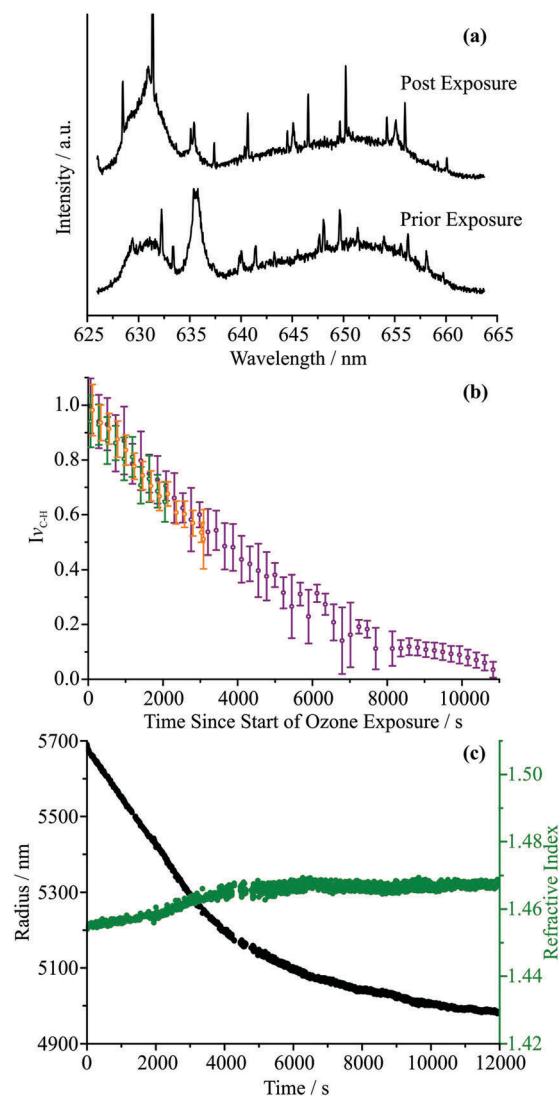 (a)
Post Exposure
Prior Exposure
Intensity / a.u.
625 630 635 640 645 650 655 660 665
Wavelength / nm
(b)
1.0
0.8
0.6
0.4
0.2
0.0
IνC-H
0 2000 4000 6000 8000 10000
Time Since Start of Ozone Exposure / s
(c)
5700
5500
5300
5100
4900
Radius / nm
1.50
1.48
1.46
1.44
1.42
Refractive Index
0 2000 4000 6000 8000 10000 12000
Time / s